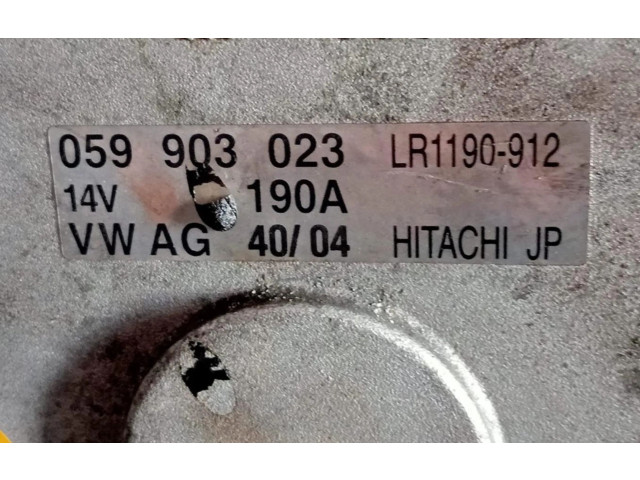 059 903 023 LR1190-912
14V 190A
VW AG 40/04 HITACHI JP